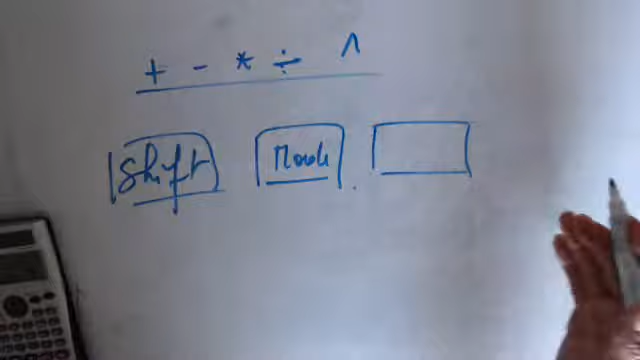 + - * ÷ ^
Shift Mode